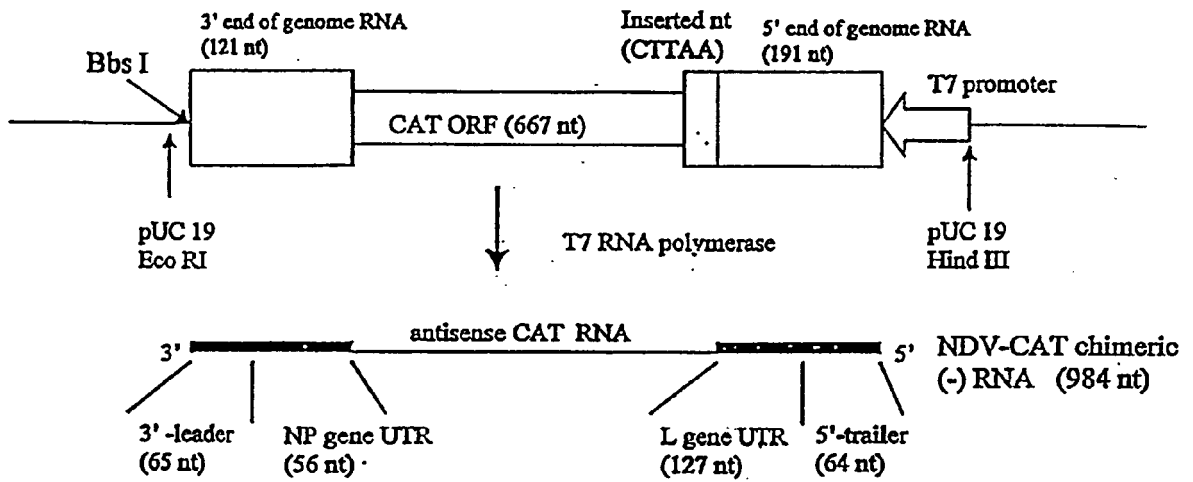 3' end of genome RNA
(121 nt)
Inserted nt
(CTTAA)
5' end of genome RNA
(191 nt)
Bbs I
T7 promoter
CAT ORF (667 nt)
pUC 19
Eco RI
T7 RNA polymerase
pUC 19
Hind III
antisense CAT RNA
3'
5'
NDV-CAT chimeric
(-) RNA (984 nt)
3'-leader
(65 nt)
NP gene UTR
(56 nt)
L gene UTR
(127 nt)
5'-trailer
(64 nt)